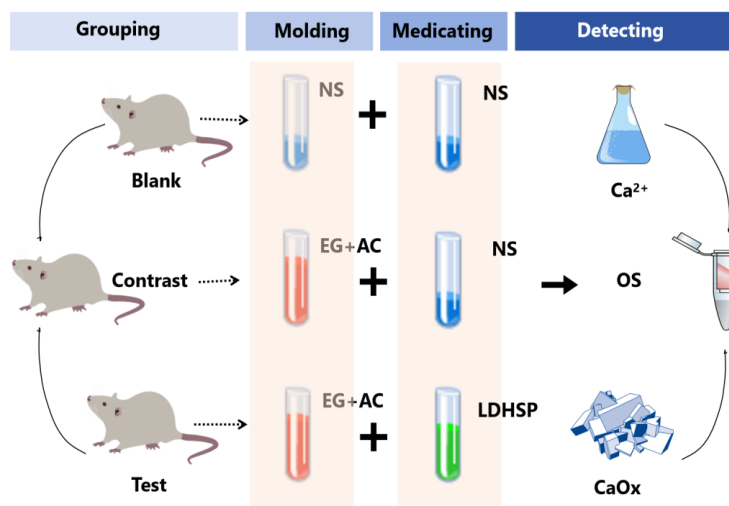 Grouping
Molding
Medicating
Detecting
NS
NS
Blank
Ca²⁺
EG+AC
NS
Contrast
OS
EG+AC
LDHSP
Test
CaOx